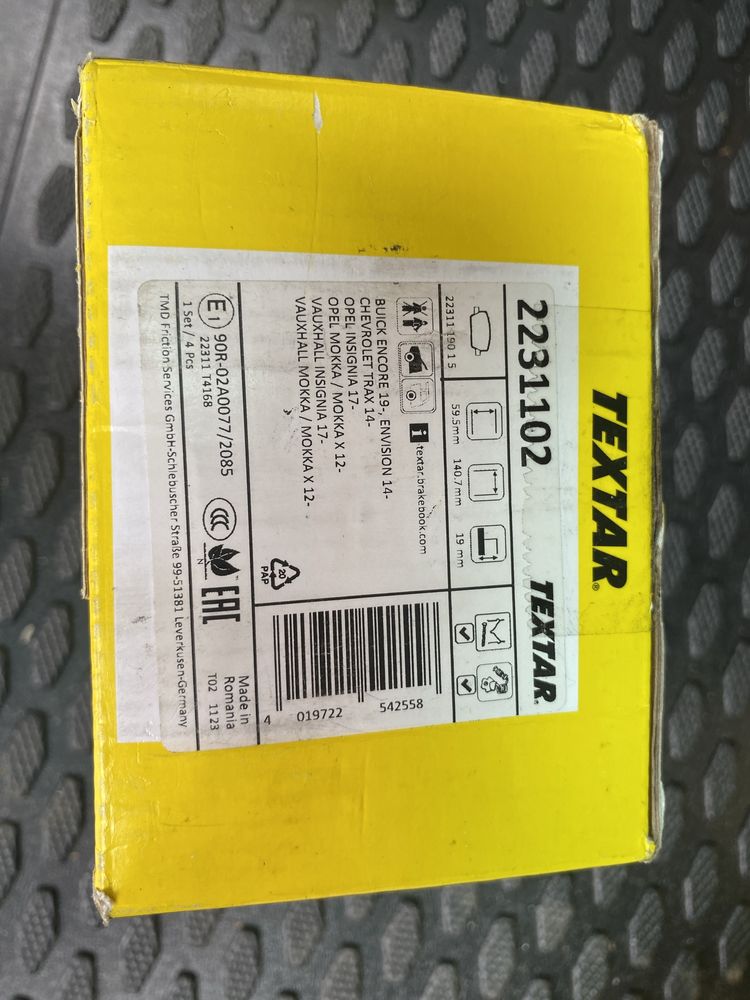 TEXTAR®
2231102
TEXTAR®
22311 190 1 5
59.5mm
140.7mm
19 mm
i textar.brakebook.com
BUICK ENCORE 19-, ENVISION 14-
CHEVROLET TRAX 14-
OPEL INSIGNIA 17-
OPEL MOKKA / MOKKA X 12-
VAUXHALL INSIGNIA 17-
VAUXHALL MOKKA / MOKKA X 12-
20
PAP
4 019722 542558
E1 90R-02A0077/2085
22311 T4168
1 Set / 4 Pcs
CCC
N
EAC
Made in
Romania
T02 1123
TMD Friction Services GmbH-Schlebuscher Straße 99-51381 Leverkusen-Germany